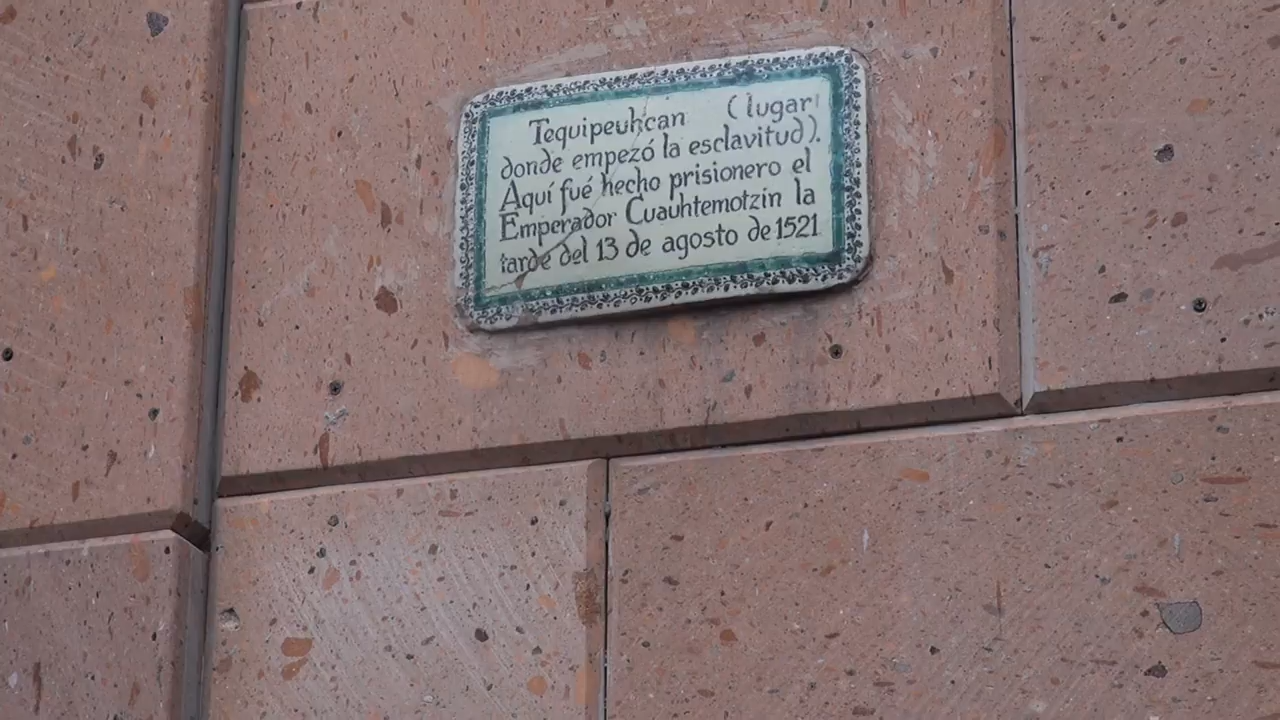 Tequipeuhcan (lugar
donde empezó la esclavitud).
Aquí fué hecho prisionero el
Emperador Cuauhtemotzin la
tarde del 13 de agosto de 1521